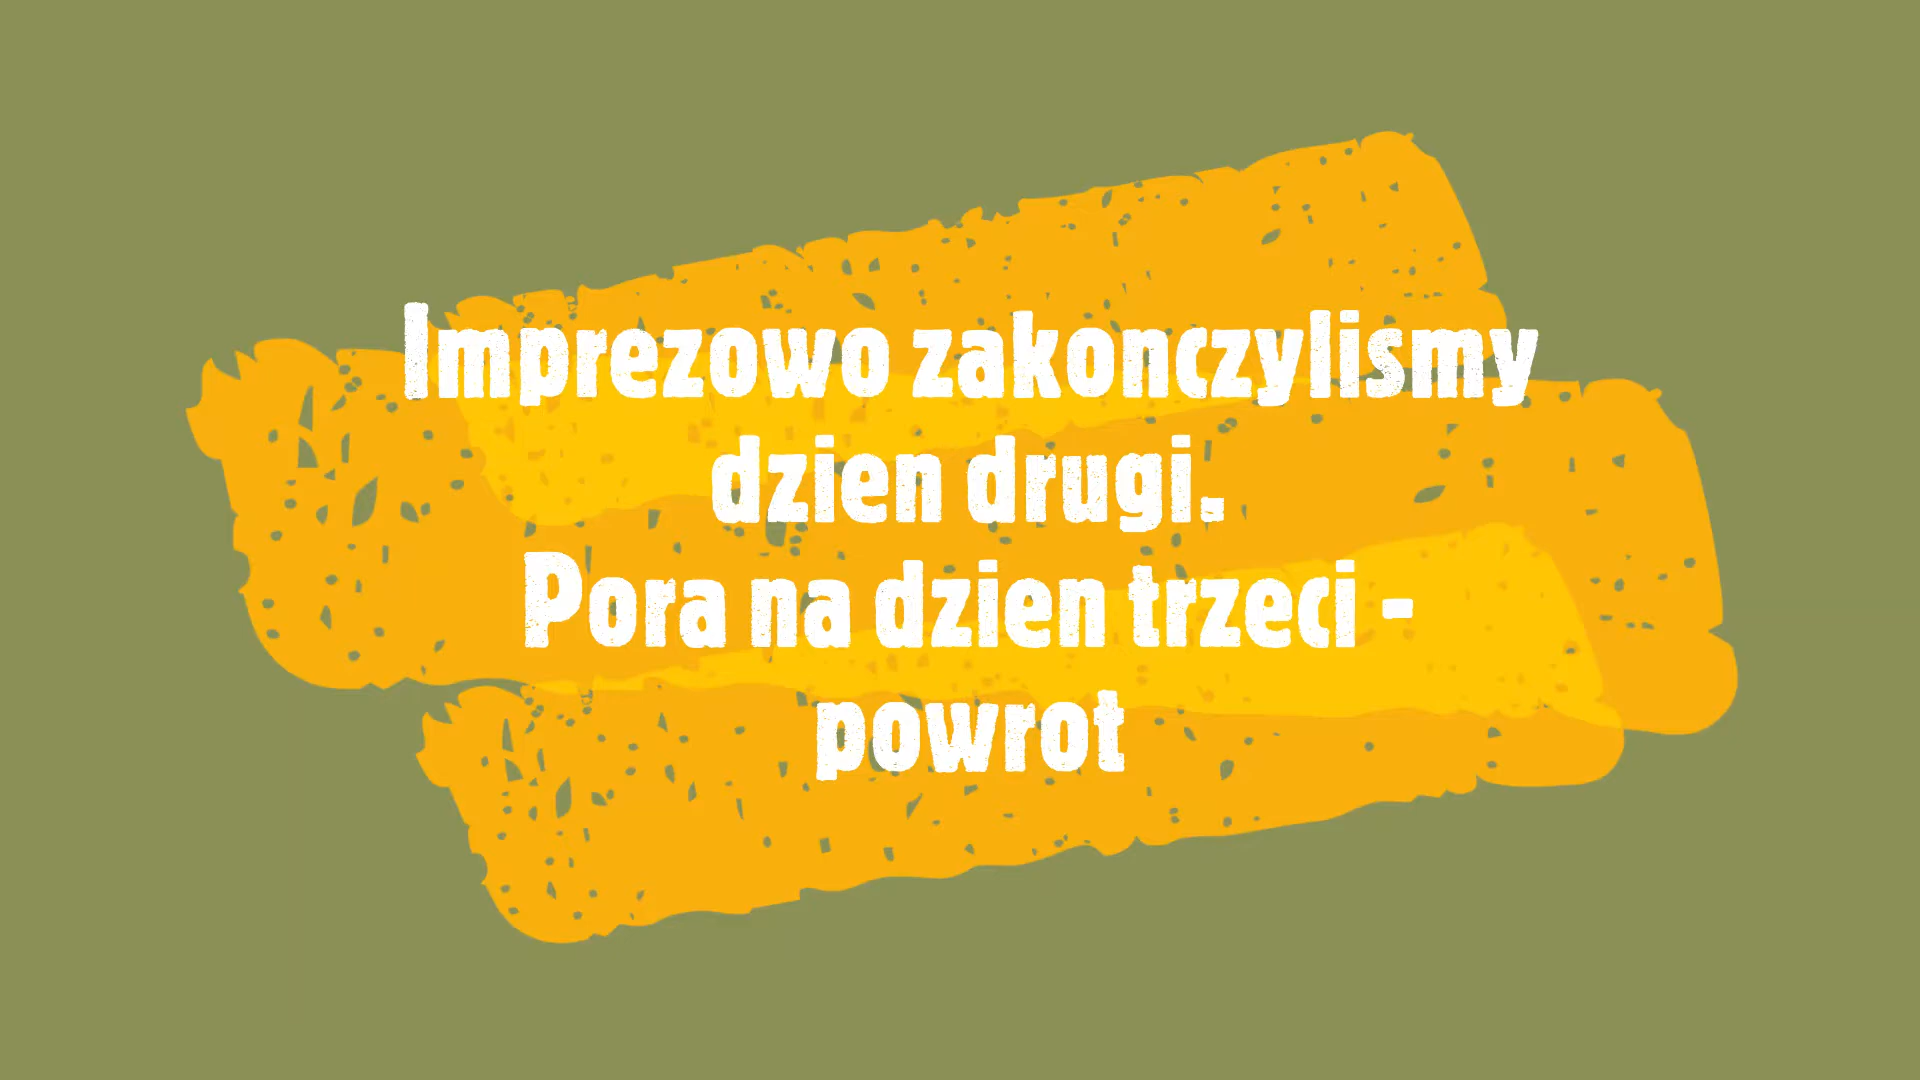 Imprezowo zakonczylismy
dzien drugi.
Pora na dzien trzeci -
powrot